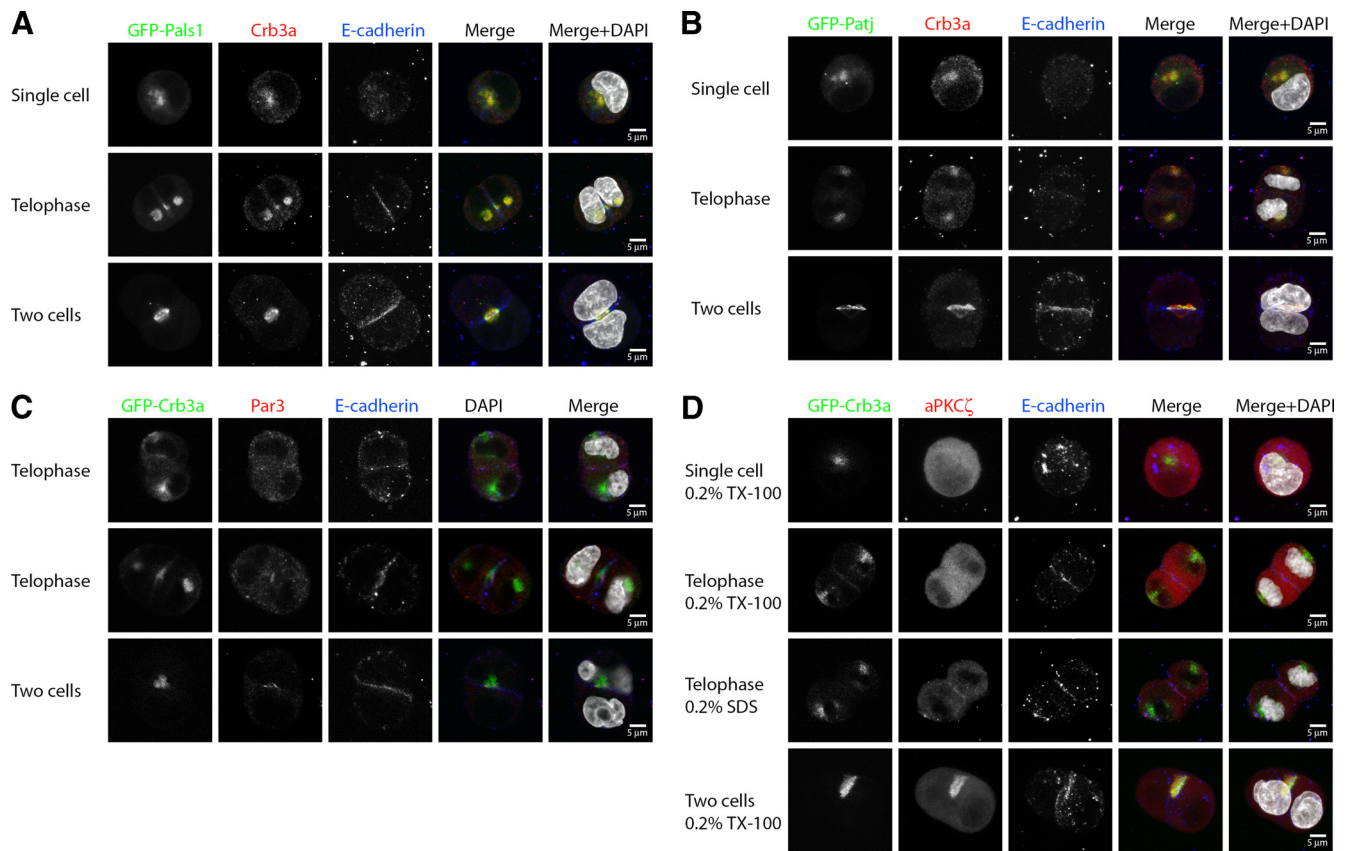 A
GFP-Pals1 Crb3a E-cadherin Merge Merge+DAPI
Single cell
5 µm
Telophase
5 µm
Two cells
5 µm
B
GFP-Patj Crb3a E-cadherin Merge Merge+DAPI
Single cell
5 µm
Telophase
5 µm
Two cells
5 µm
C
GFP-Crb3a Par3 E-cadherin DAPI Merge
Telophase
5 µm
Telophase
5 µm
Two cells
5 µm
D
GFP-Crb3a aPKCζ E-cadherin Merge Merge+DAPI
Single cell
0.2% TX-100
5 µm
Telophase
0.2% TX-100
5 µm
Telophase
0.2% SDS
5 µm
Two cells
0.2% TX-100
5 µm